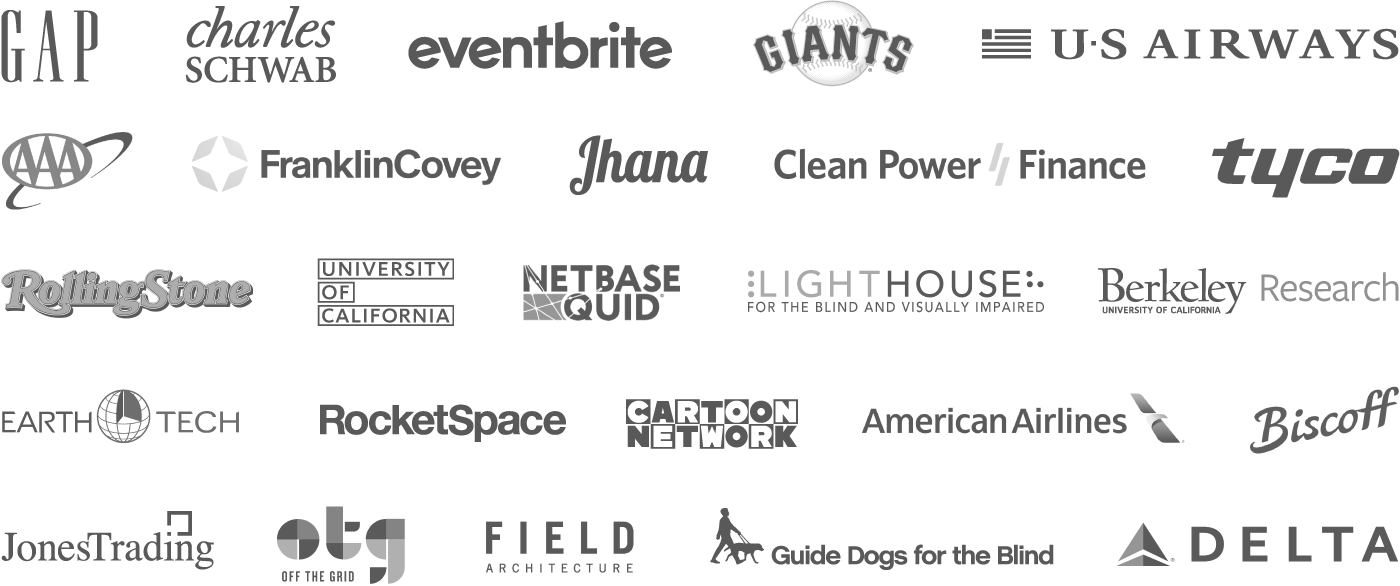 GAP
charles
SCHWAB
eventbrite
GIANTS
U·S AIRWAYS
AAA
FranklinCovey
Jhana
Clean Power Finance
tyco
RollingStone
UNIVERSITY
OF
CALIFORNIA
NETBASE
QUID
LIGHTHOUSE
FOR THE BLIND AND VISUALLY IMPAIRED
Berkeley Research
UNIVERSITY OF CALIFORNIA
EARTH TECH
RocketSpace
CARTOON
NETWORK
American Airlines
Biscoff
JonesTrading
otg
OFF THE GRID
FIELD
ARCHITECTURE
Guide Dogs for the Blind
DELTA